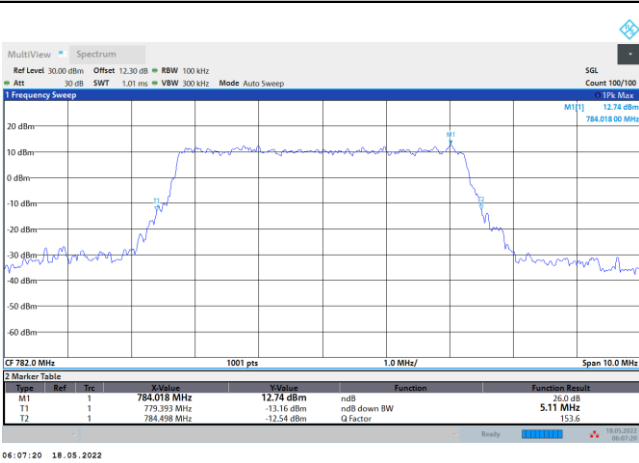 MultiView Spectrum
Ref Level 30.00 dBm Offset 12.30 dB RBW 100 kHz SGL
Att 30 dB SWT 1.01 ms VBW 300 kHz Mode Auto Sweep Count 100/100
1 Frequency Sweep 1Pk Max
M1[1] 12.74 dBm
784.018 00 MHz
20 dBm
M1
10 dBm
0 dBm
T1
T2
-10 dBm
-20 dBm
-30 dBm
-40 dBm
-50 dBm
-60 dBm
CF 782.0 MHz 1001 pts 1.0 MHz/ Span 10.0 MHz
2 Marker Table
Type Ref Trc X-Value Y-Value Function Function Result
M1 1 784.018 MHz 12.74 dBm ndB 26.0 dB
T1 1 779.393 MHz -13.16 dBm ndB down BW 5.11 MHz
T2 1 784.498 MHz -12.54 dBm Q Factor 153.6
Ready 18.05.2022
06:07:20
06:07:20 18.05.2022